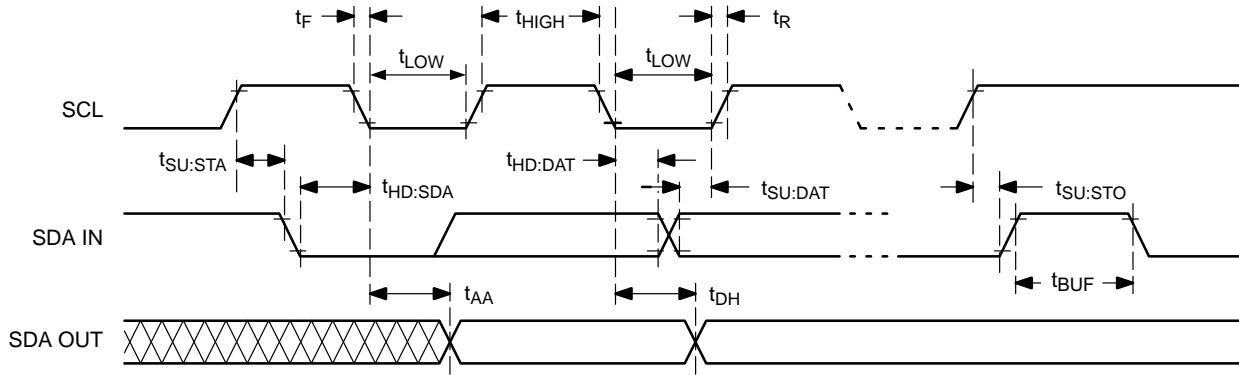 tF
tHIGH
tR
tLOW
tLOW
SCL
tSU:STA
tHD:SDA
tHD:DAT
tSU:DAT
tSU:STO
SDA IN
tBUF
tAA
tDH
SDA OUT